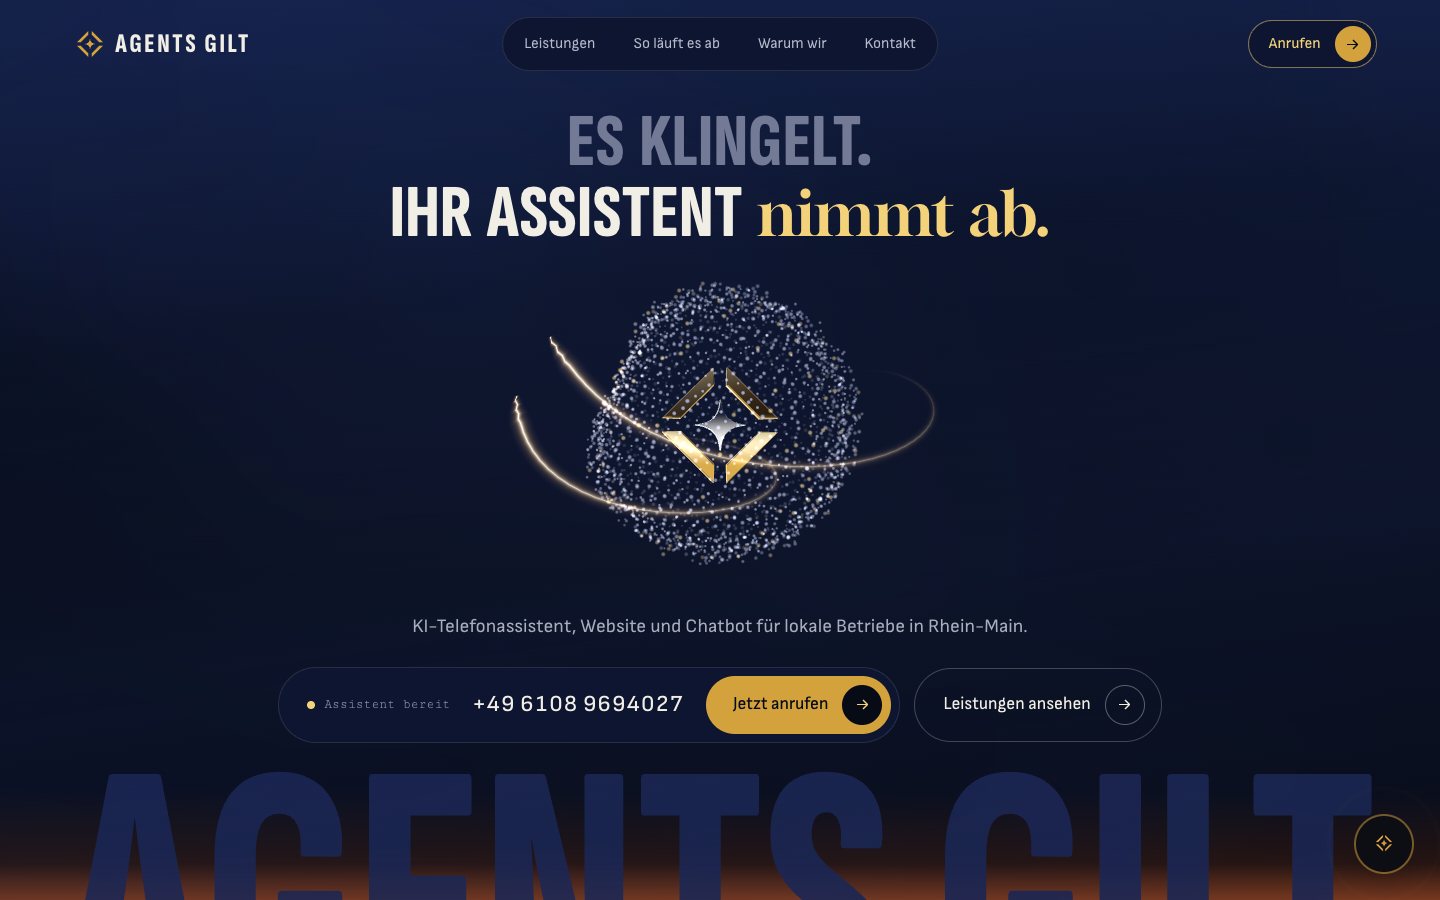 AGENTS GILT
Leistungen So läuft es ab Warum wir Kontakt
Anrufen
ES KLINGELT.
IHR ASSISTENT nimmt ab.
KI-Telefonassistent, Website und Chatbot für lokale Betriebe in Rhein-Main.
Assistent bereit +49 6108 9694027 Jetzt anrufen
Leistungen ansehen
AGENTS GILT